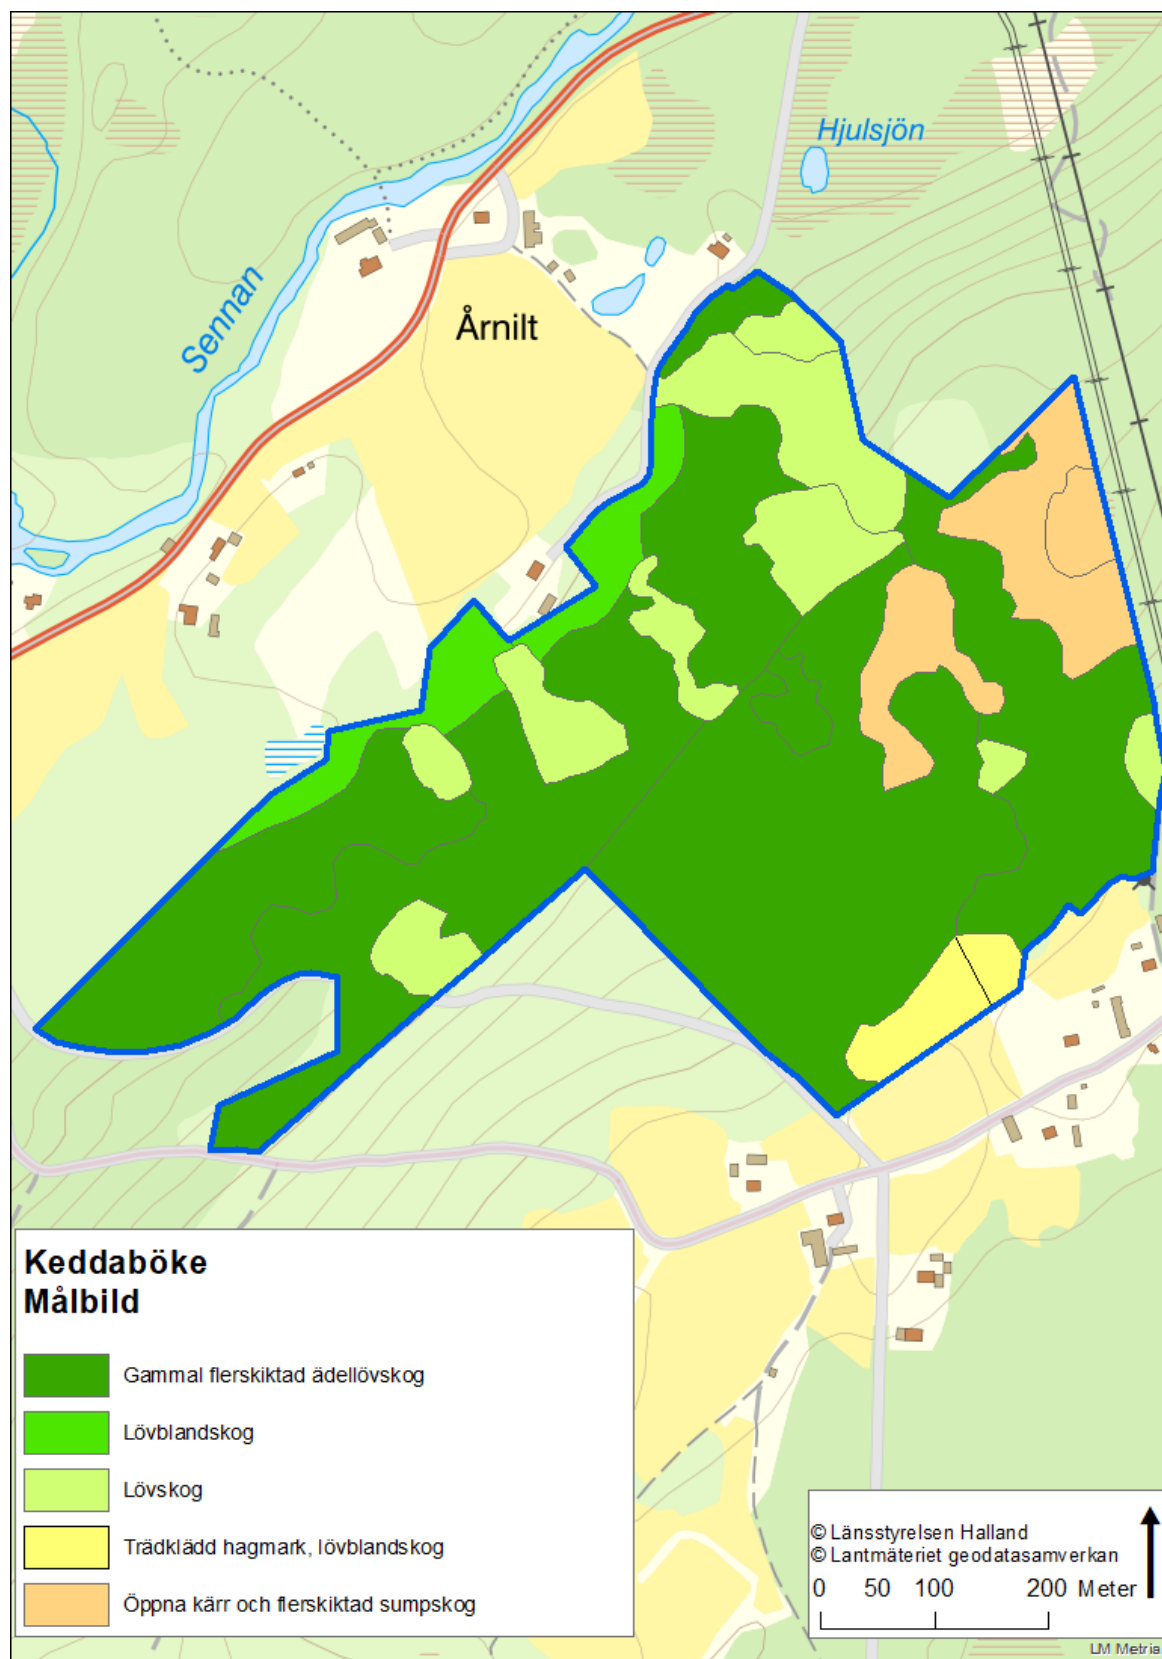 Hjulsjön
Sennan
Årnilt
Keddaböke
Målbild
Gammal flerskiktad ädellövskog
Lövblandskog
Lövskog
Trädklädd hagmark, lövblandskog
Öppna kärr och flerskiktad sumpskog
© Länsstyrelsen Halland
© Lantmäteriet geodatasamverkan
0 50 100 200 Meter
LM Metria